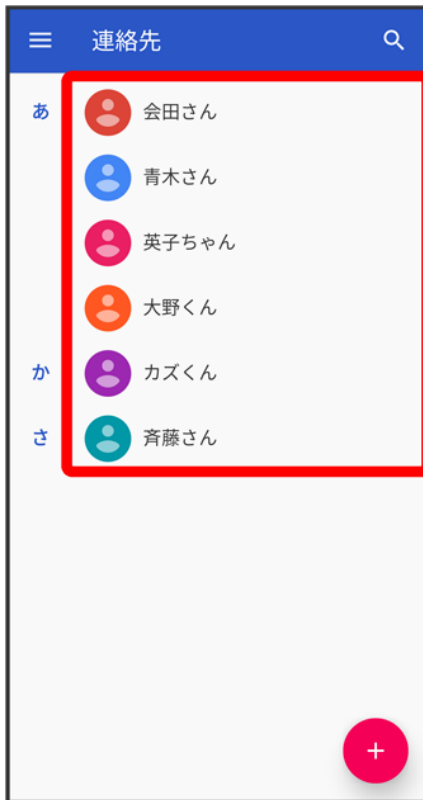 連絡先
あ 会田さん
青木さん
英子ちゃん
大野くん
か カズくん
さ 斉藤さん